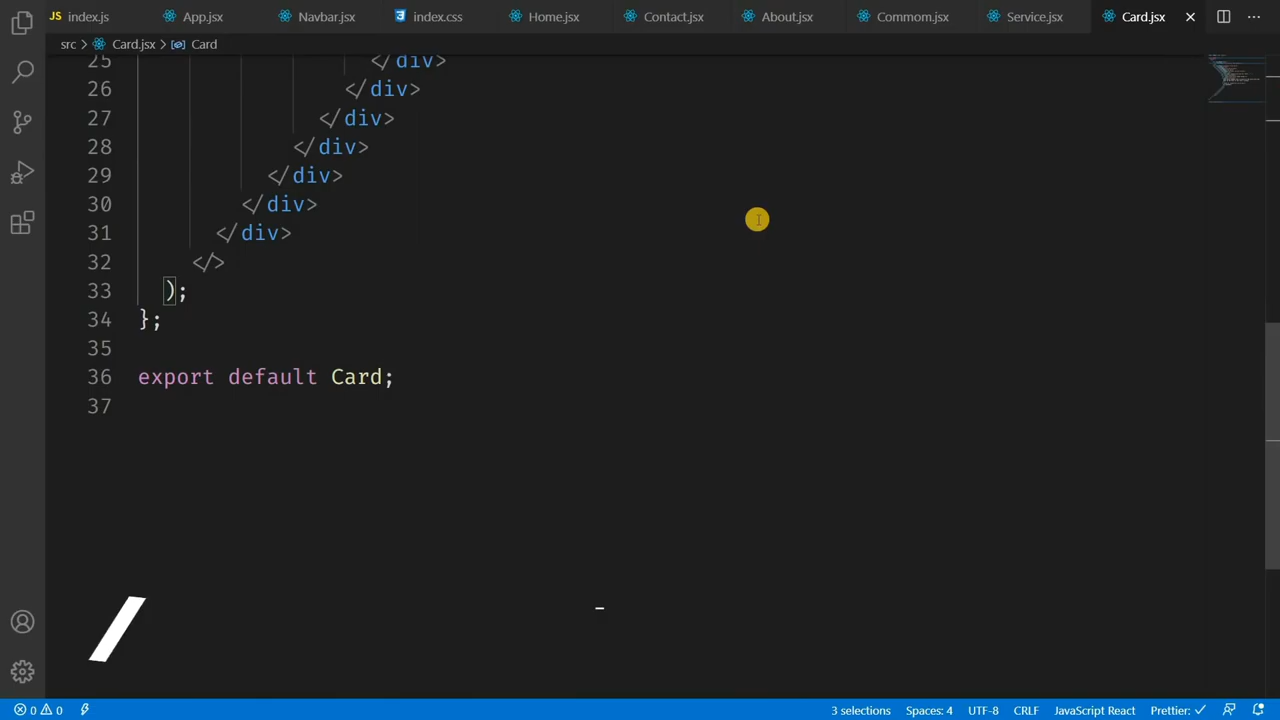 JS index.js App.jsx Navbar.jsx index.css Home.jsx Contact.jsx About.jsx Commom.jsx Service.jsx Card.jsx
src > Card.jsx > Card
25 </div>
26 </div>
27 </div>
28 </div>
29 </div>
30 </div>
31 </div>
32 </>
33 );
34 };
35
36 export default Card;
37
0 0 3 selections Spaces: 4 UTF-8 CRLF JavaScript React Prettier: ✓